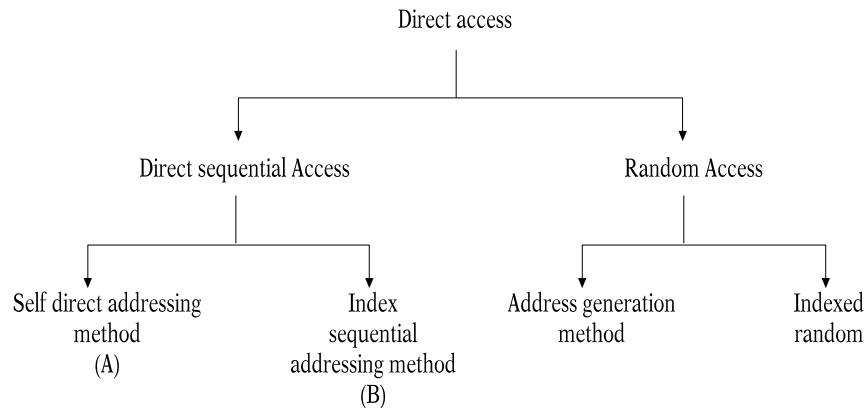 Direct access
Direct sequential Access
Random Access
Self direct addressing
method
(A)
Index
sequential
addressing method
(B)
Address generation
method
Indexed
random